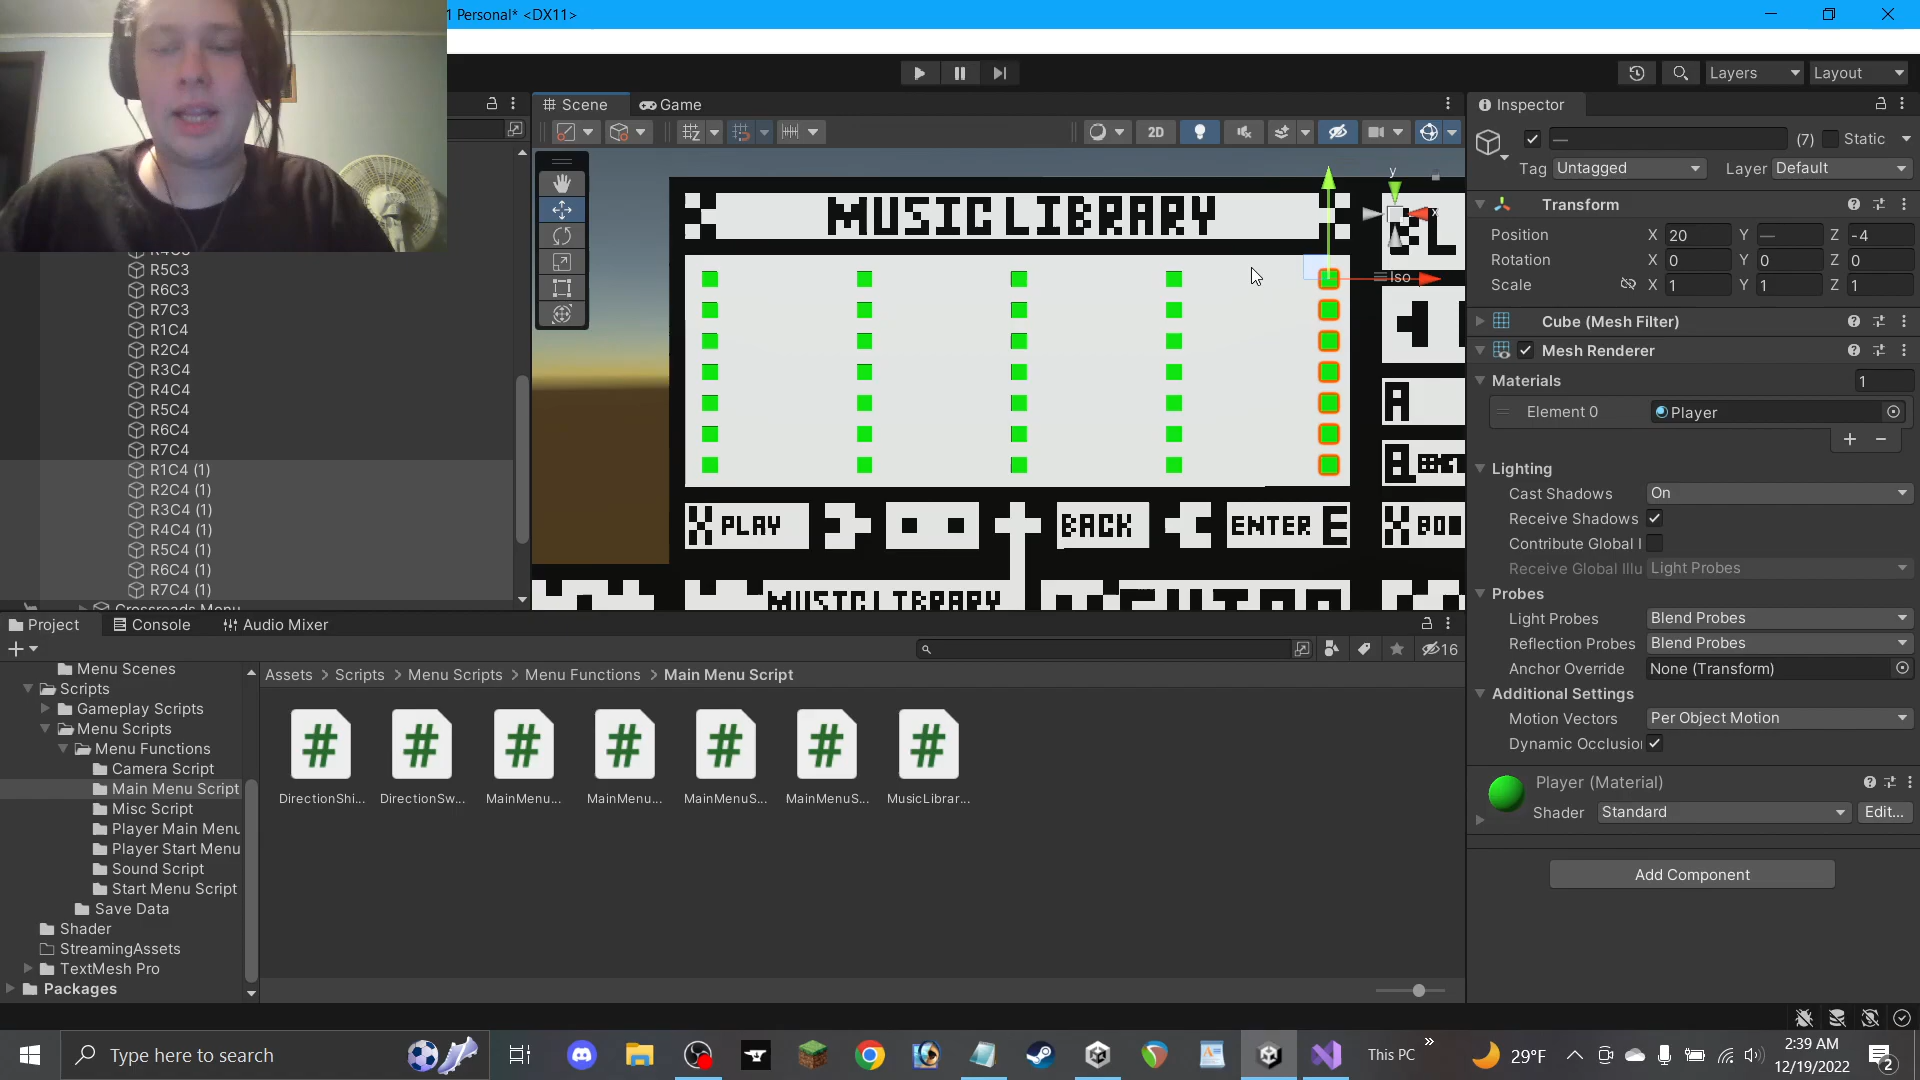 1 Personal* <DX11>
Layers
Layout
Scene
Game
Inspector
2D
(7)
Static
Tag
Untagged
Layer
Default
Transform
Position
X
20
Y
—
Z
-4
Rotation
X
0
Y
0
Z
0
Scale
X
1
Y
1
Z
1
Cube (Mesh Filter)
Mesh Renderer
Materials
1
Element 0
Player
Lighting
Cast Shadows
On
Receive Shadows
Contribute Global I
Receive Global Illu
Light Probes
Probes
Light Probes
Blend Probes
Reflection Probes
Blend Probes
Anchor Override
None (Transform)
Additional Settings
Motion Vectors
Per Object Motion
Dynamic Occlusion
Player (Material)
Shader
Standard
Edit...
Add Component
y
x
Iso
MUSIC LIBRARY
X PLAY
BACK
ENTER E
A
B
MUSIC LIBRARY
R4C3
R5C3
R6C3
R7C3
R1C4
R2C4
R3C4
R4C4
R5C4
R6C4
R7C4
R1C4 (1)
R2C4 (1)
R3C4 (1)
R4C4 (1)
R5C4 (1)
R6C4 (1)
R7C4 (1)
Crossroads Menu
Project
Console
Audio Mixer
16
Menu Scenes
Scripts
Gameplay Scripts
Menu Scripts
Menu Functions
Camera Script
Main Menu Script
Misc Script
Player Main Menu
Player Start Menu
Sound Script
Start Menu Script
Save Data
Shader
StreamingAssets
TextMesh Pro
Packages
Assets > Scripts > Menu Scripts > Menu Functions > Main Menu Script
DirectionShi...
DirectionSw...
MainMenu...
MainMenu...
MainMenuS...
MainMenuS...
MusicLibrar...
Type here to search
This PC
»
29°F
2:39 AM
12/19/2022
2